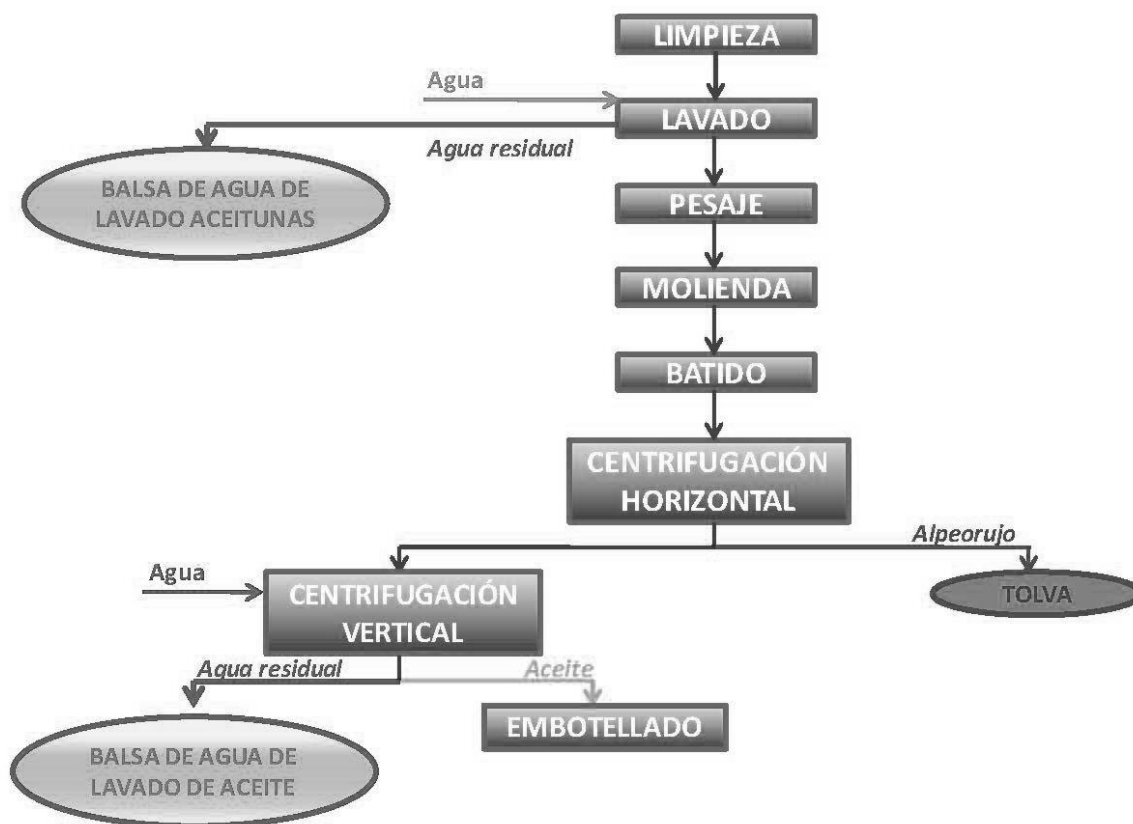 LIMPIEZA
Agua
LAVADO
Agua residual
BALSA DE AGUA DE
LAVADO ACEITUNAS
PESAJE
MOLIENDA
BATIDO
CENTRIFUGACIÓN
HORIZONTAL
Alpeorujo
Agua
CENTRIFUGACIÓN
VERTICAL
TOLVA
Agua residual
Aceite
EMBOTELLADO
BALSA DE AGUA DE
LAVADO DE ACEITE